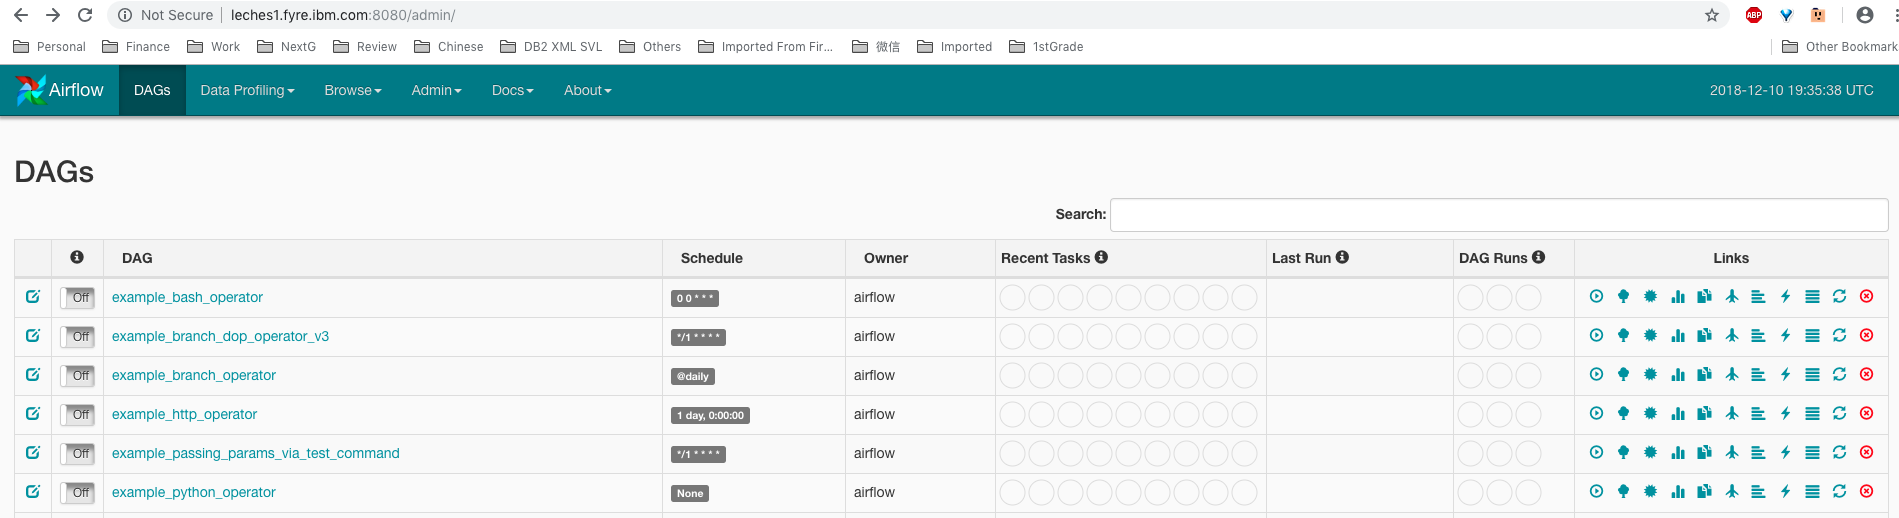 Not Secure leches1.fyre.ibm.com:8080/admin/ ABP
Personal Finance Work NextG Review Chinese DB2 XML SVL Others Imported From Fir... 微信 Imported 1stGrade Other Bookmark
Airflow DAGs Data Profiling Browse Admin Docs About 2018-12-10 19:35:38 UTC
DAGs
Search:
DAG Schedule Owner Recent Tasks Last Run DAG Runs Links
Off example_bash_operator 0 0 * * * airflow
Off example_branch_dop_operator_v3 */1 * * * * airflow
Off example_branch_operator @daily airflow
Off example_http_operator 1 day, 0:00:00 airflow
Off example_passing_params_via_test_command */1 * * * * airflow
Off example_python_operator None airflow